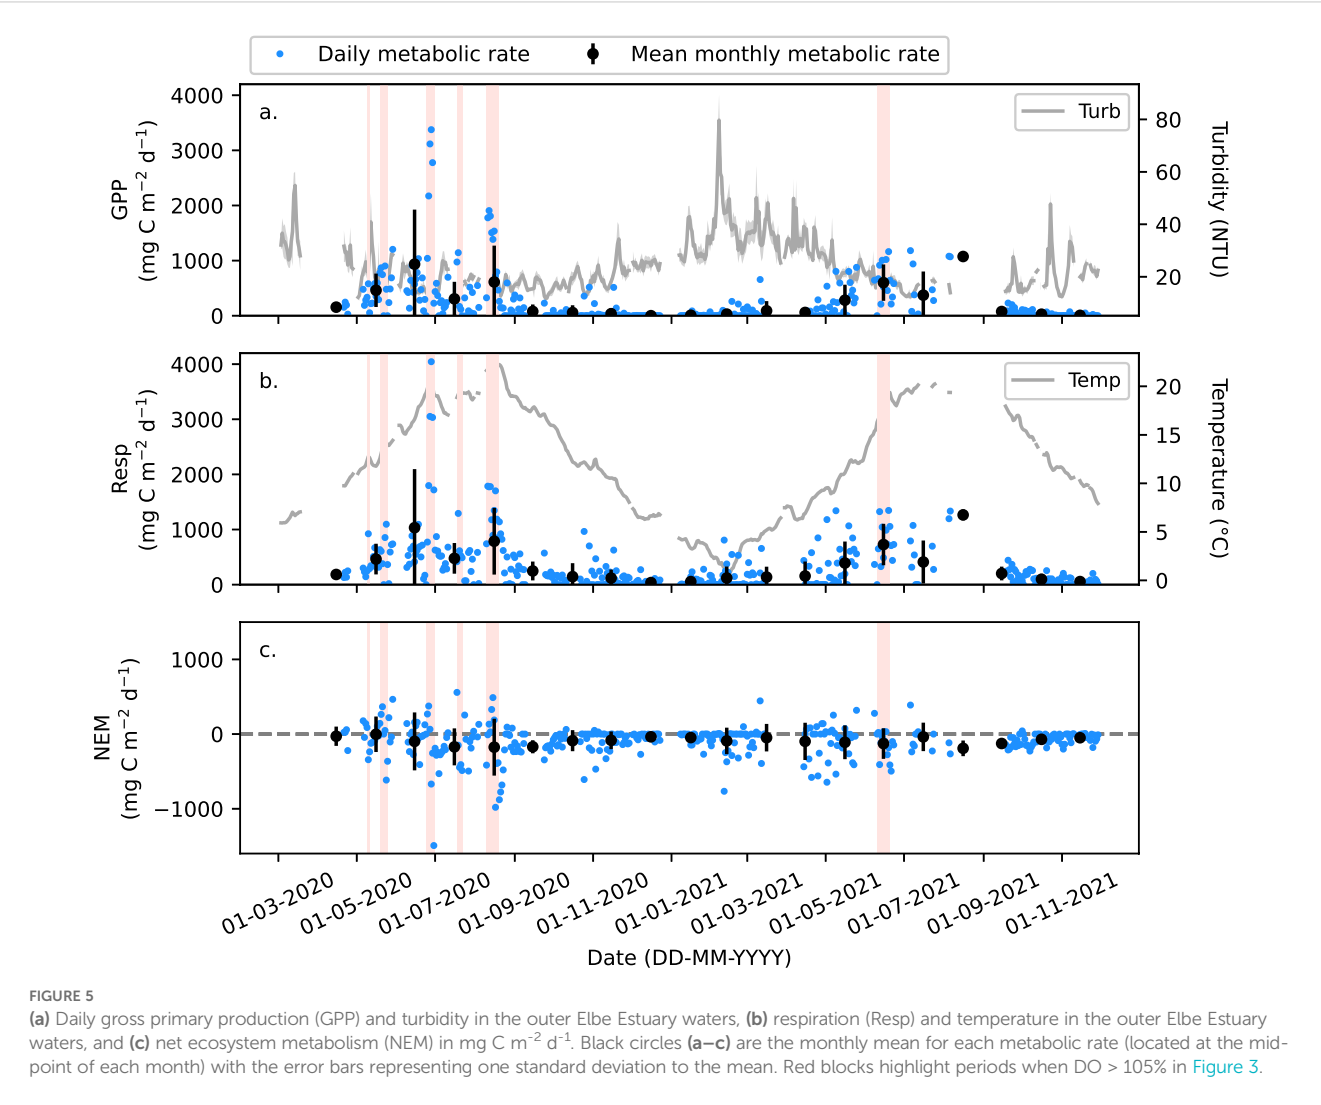 Daily metabolic rate Mean monthly metabolic rate
a.
Turb
4000
3000
2000
1000
0
GPP
(mg C m⁻² d⁻¹)
80
60
40
20
Turbidity (NTU)
b.
Temp
4000
3000
2000
1000
0
Resp
(mg C m⁻² d⁻¹)
20
15
10
5
0
Temperature (°C)
c.
1000
0
−1000
NEM
(mg C m⁻² d⁻¹)
01-03-2020 01-05-2020 01-07-2020 01-09-2020 01-11-2020 01-01-2021 01-03-2021 01-05-2021 01-07-2021 01-09-2021 01-11-2021
Date (DD-MM-YYYY)
FIGURE 5
(a) Daily gross primary production (GPP) and turbidity in the outer Elbe Estuary waters, (b) respiration (Resp) and temperature in the outer Elbe Estuary
waters, and (c) net ecosystem metabolism (NEM) in mg C m⁻² d⁻¹. Black circles (a–c) are the monthly mean for each metabolic rate (located at the mid-
point of each month) with the error bars representing one standard deviation to the mean. Red blocks highlight periods when DO > 105% in Figure 3.